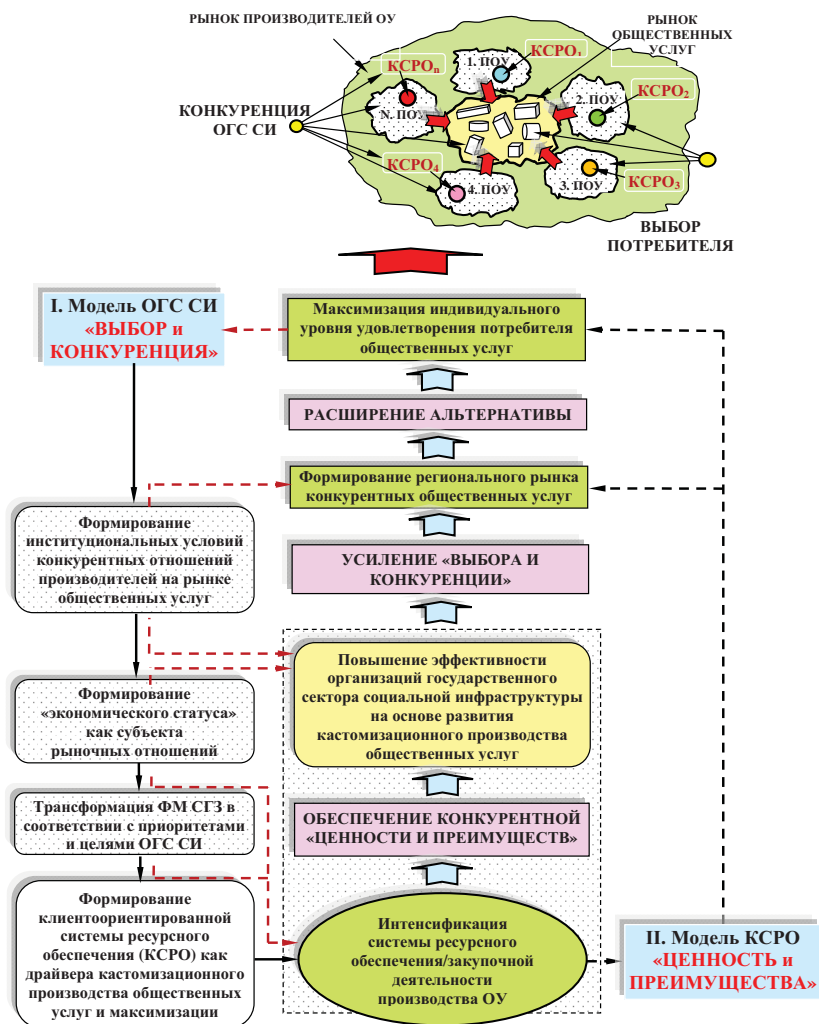 РЫНОК ПРОИЗВОДИТЕЛЕЙ ОУ
РЫНОК
ОБЩЕСТВЕННЫХ
УСЛУГ
КСРОn
1. ПОУ
КСРО1
КОНКУРЕНЦИЯ
ОГС СИ
N. ПОУ
2. ПОУ
КСРО2
КСРО4
4. ПОУ
3. ПОУ
КСРО3
ВЫБОР
ПОТРЕБИТЕЛЯ
I. Модель ОГС СИ
«ВЫБОР и
КОНКУРЕНЦИЯ»
Максимизация индивидуального
уровня удовлетворения потребителя
общественных услуг
РАСШИРЕНИЕ АЛЬТЕРНАТИВЫ
Формирование регионального рынка
конкурентных общественных услуг
Формирование
институциональных условий
конкурентных отношений
производителей на рынке
общественных услуг
УСИЛЕНИЕ «ВЫБОРА И
КОНКУРЕНЦИИ»
Повышение эффективности
организаций государственного
сектора социальной инфраструктуры
на основе развития
кастомизационного производства
общественных услуг
Формирование
«экономического статуса»
как субъекта
рыночных отношений
Трансформация ФМ СГЗ в
соответствии с приоритетами
и целями ОГС СИ
ОБЕСПЕЧЕНИЕ КОНКУРЕНТНОЙ
«ЦЕННОСТИ И ПРЕИМУЩЕСТВ»
Формирование
клиентоориентированной
системы ресурсного
обеспечения (КСРО) как
драйвера кастомизационного
производства общественных
услуг и максимизации
Интенсификация
системы ресурсного
обеспечения/закупочной
деятельности
производства ОУ
II. Модель КСРО
«ЦЕННОСТЬ и
ПРЕИМУЩЕСТВА»